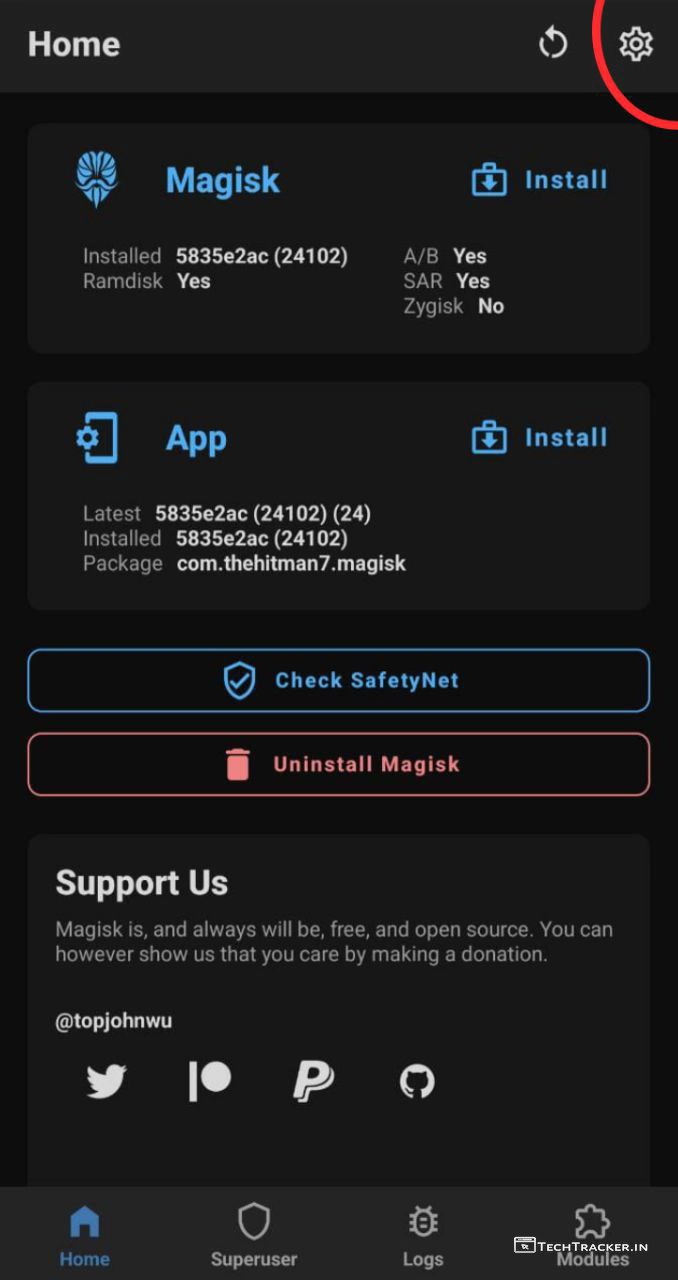 Home
Magisk
Install
Installed 5835e2ac (24102)
A/B Yes
Ramdisk Yes
SAR Yes
Zygisk No
App
Install
Latest 5835e2ac (24102) (24)
Installed 5835e2ac (24102)
Package com.thehitman7.magisk
Check SafetyNet
Uninstall Magisk
Support Us
Magisk is, and always will be, free, and open source. You can
however show us that you care by making a donation.
@topjohnwu
TECHTRACKER.IN
Home Superuser Logs Modules